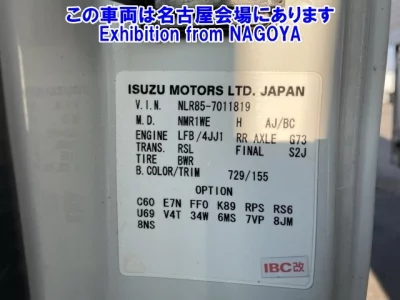 この車両は名古屋会場にあります
Exhibition from NAGOYA
ISUZU MOTORS LTD. JAPAN
V.I.N. NLR85-7011819
M.D. NMR1WE H AJ/BC
ENGINE LFB/4JJ1 RR AXLE G73
TRANS. RSL FINAL S2J
TIRE BWR
B.COLOR/TRIM 729/155
OPTION
C60 E7N FF0 K89 RPS RS6
U69 V4T 34W 6MS 7VP 8JM
8NS
IBC改